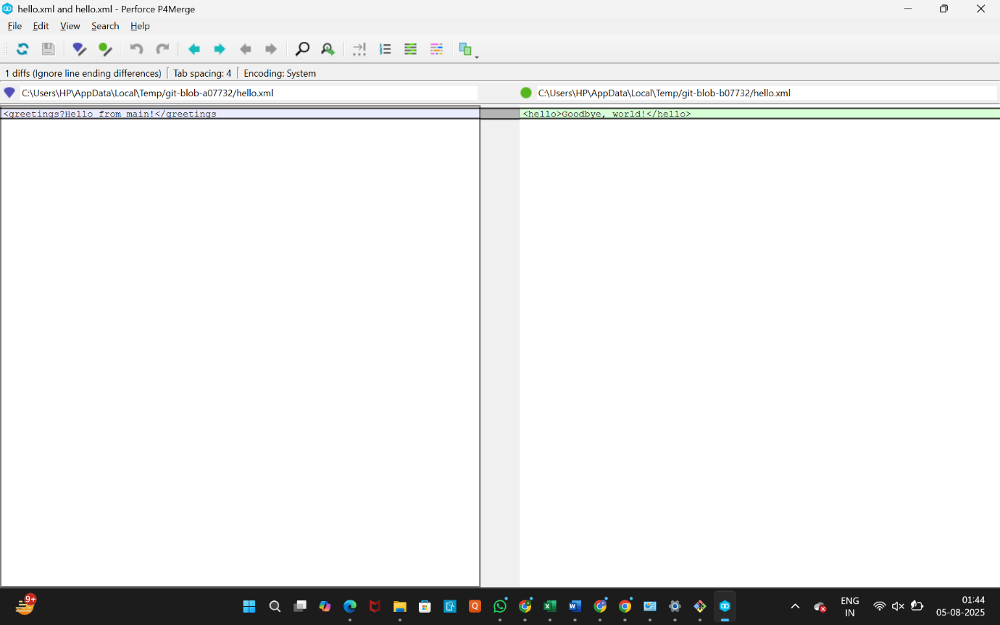 hello.xml and hello.xml - Perforce P4Merge
File Edit View Search Help
1 diffs (Ignore line ending differences) Tab spacing: 4 Encoding: System
C:\Users\HP\AppData\Local\Temp/git-blob-a07732/hello.xml
C:\Users\HP\AppData\Local\Temp/git-blob-b07732/hello.xml
<greetings?Hello from main!</greetings
<hello>Goodbye, world!</hello>
9+
ENG
IN
01:44
05-08-2025